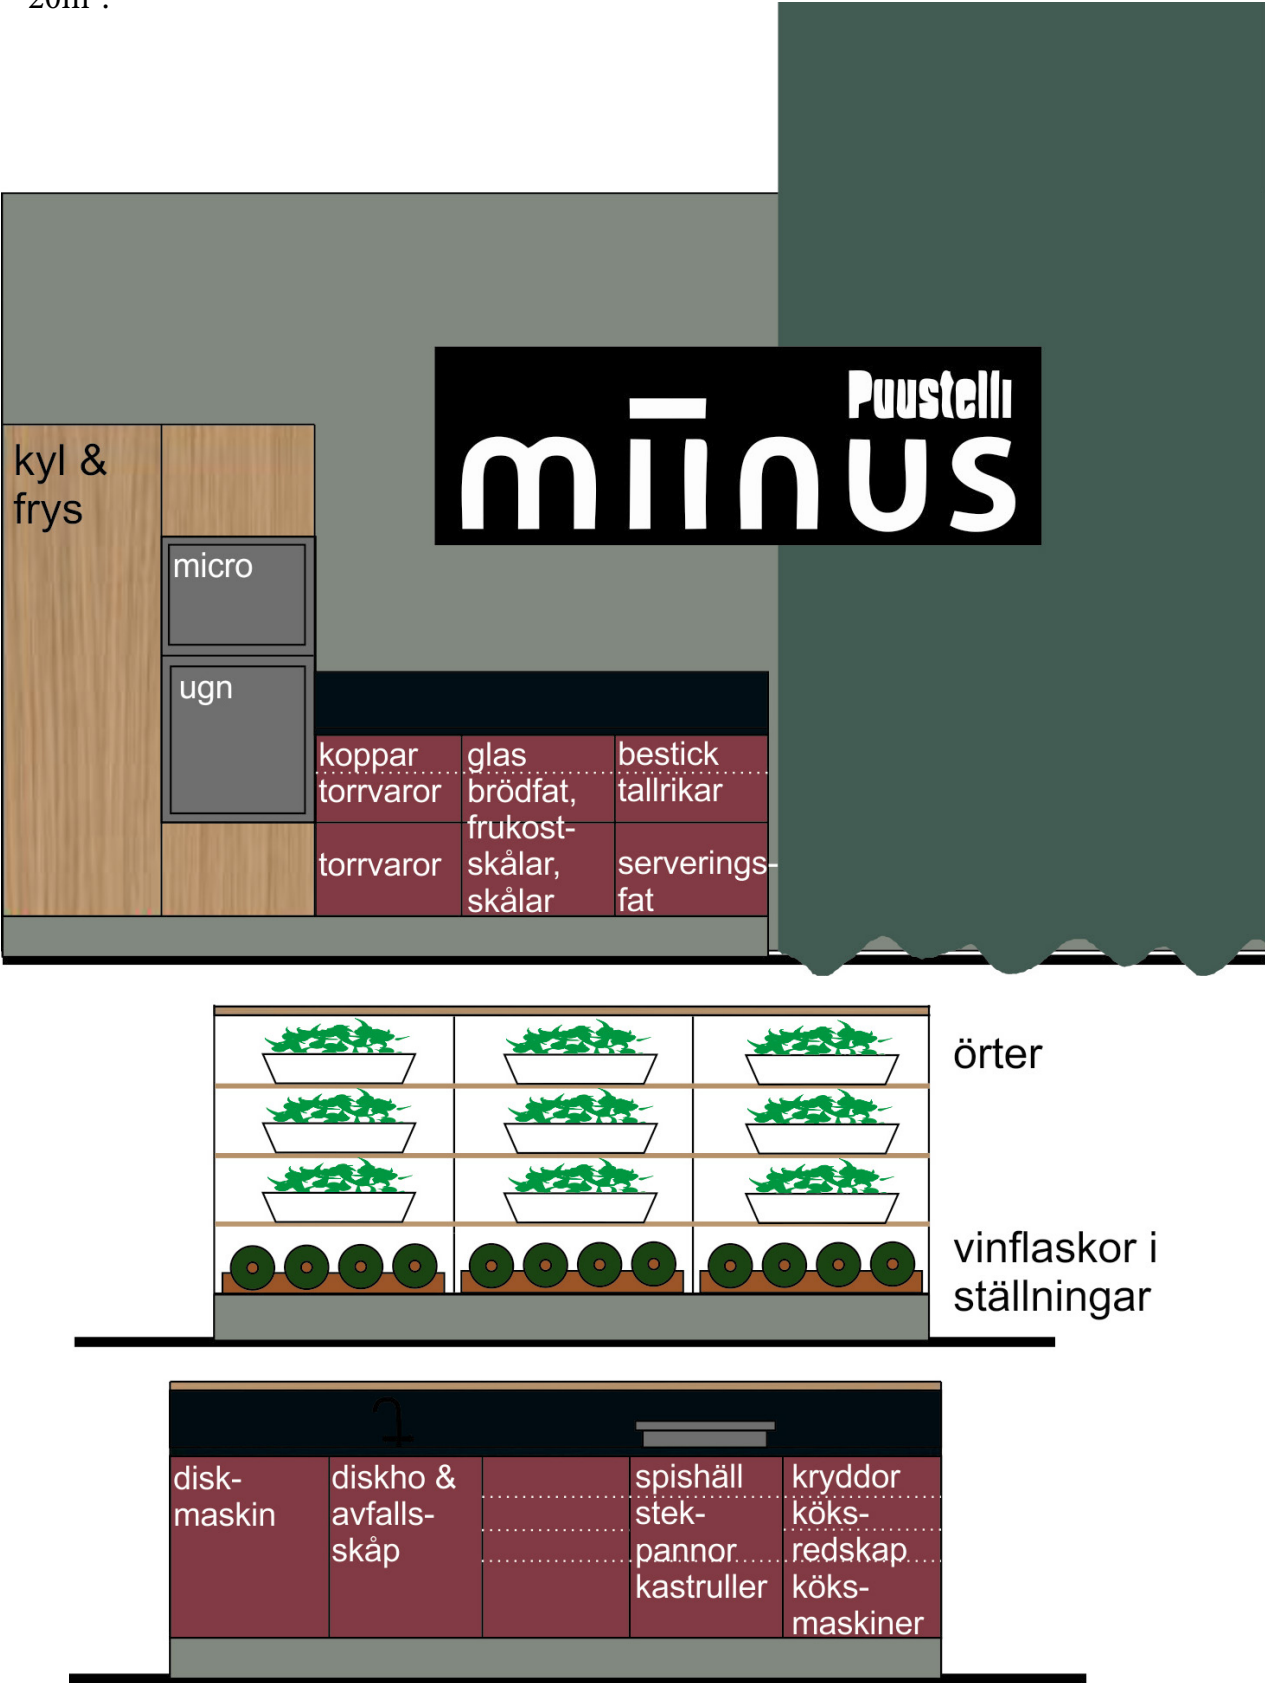 20m².
Puustelli
miinus
kyl &
frys
micro
ugn
koppar
torrvaror
torrvaror
glas
brödfat,
frukost-
skålar,
skålar
bestick
tallrikar
serverings-
fat
örter
vinflaskor i
ställningar
disk-
maskin
diskho &
avfalls-
skåp
spishäll
stek-
pannor
kastruller
kryddor
köks-
redskap
köks-
maskiner